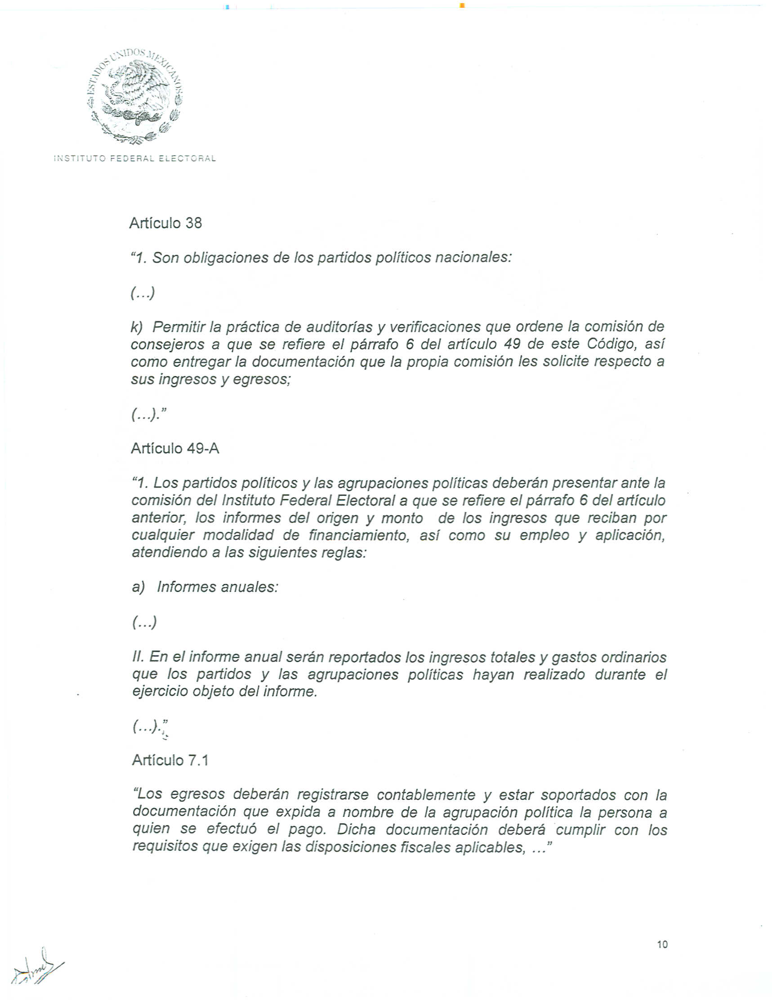 ESTADOS UNIDOS MEXICANOS
INSTITUTO FEDERAL ELECTORAL
Artículo 38
“1. Son obligaciones de los partidos políticos nacionales:
(...)
k) Permitir la práctica de auditorías y verificaciones que ordene la comisión de
consejeros a que se refiere el párrafo 6 del artículo 49 de este Código, así
como entregar la documentación que la propia comisión les solicite respecto a
sus ingresos y egresos;
(...).”
Artículo 49-A
“1. Los partidos políticos y las agrupaciones políticas deberán presentar ante la
comisión del Instituto Federal Electoral a que se refiere el párrafo 6 del artículo
anterior, los informes del origen y monto de los ingresos que reciban por
cualquier modalidad de financiamiento, así como su empleo y aplicación,
atendiendo a las siguientes reglas:
a) Informes anuales:
(...)
II. En el informe anual serán reportados los ingresos totales y gastos ordinarios
que los partidos y las agrupaciones políticas hayan realizado durante el
ejercicio objeto del informe.
(...).”
Artículo 7.1
“Los egresos deberán registrarse contablemente y estar soportados con la
documentación que expida a nombre de la agrupación política la persona a
quien se efectuó el pago. Dicha documentación deberá cumplir con los
requisitos que exigen las disposiciones fiscales aplicables, ...”
10